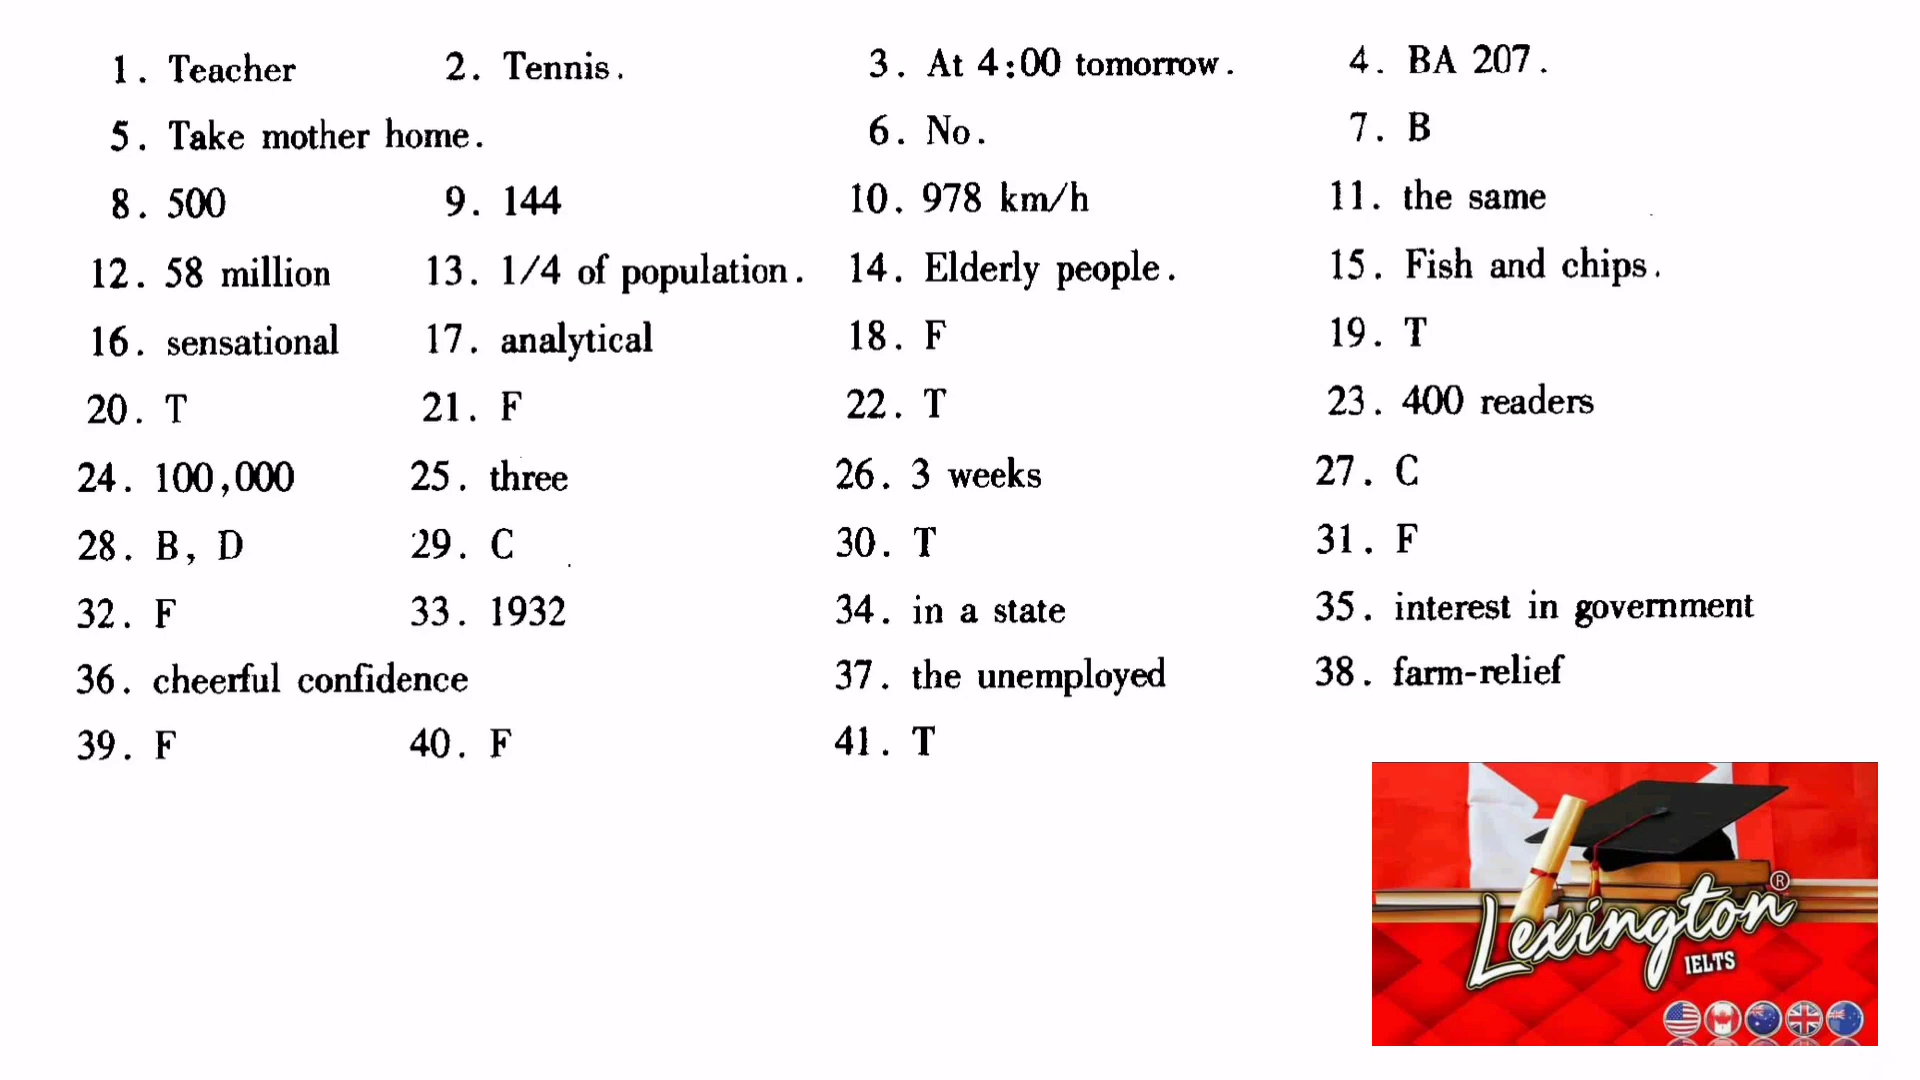 1. Teacher 2. Tennis. 3. At 4:00 tomorrow. 4. BA 207.
5. Take mother home. 6. No. 7. B
8. 500 9. 144 10. 978 km/h 11. the same
12. 58 million 13. 1/4 of population. 14. Elderly people. 15. Fish and chips.
16. sensational 17. analytical 18. F 19. T
20. T 21. F 22. T 23. 400 readers
24. 100,000 25. three 26. 3 weeks 27. C
28. B, D 29. C 30. T 31. F
32. F 33. 1932 34. in a state 35. interest in government
36. cheerful confidence 37. the unemployed 38. farm-relief
39. F 40. F 41. T
Lexington®
IELTS